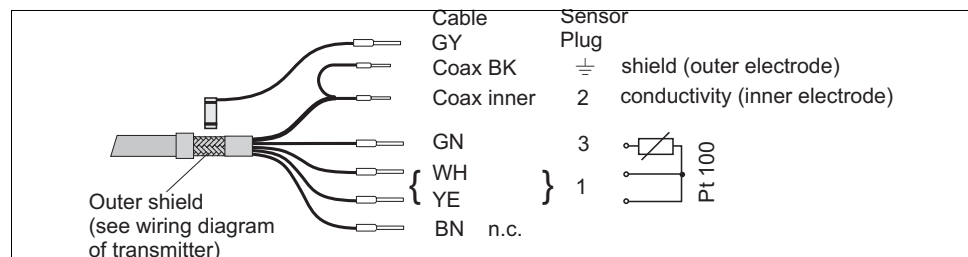 Cable Sensor
GY Plug
Coax BK ⏚ shield (outer electrode)
Coax inner 2 conductivity (inner electrode)
GN 3
WH
{ } 1
YE
BN n.c.
Pt 100
Outer shield
(see wiring diagram
of transmitter)